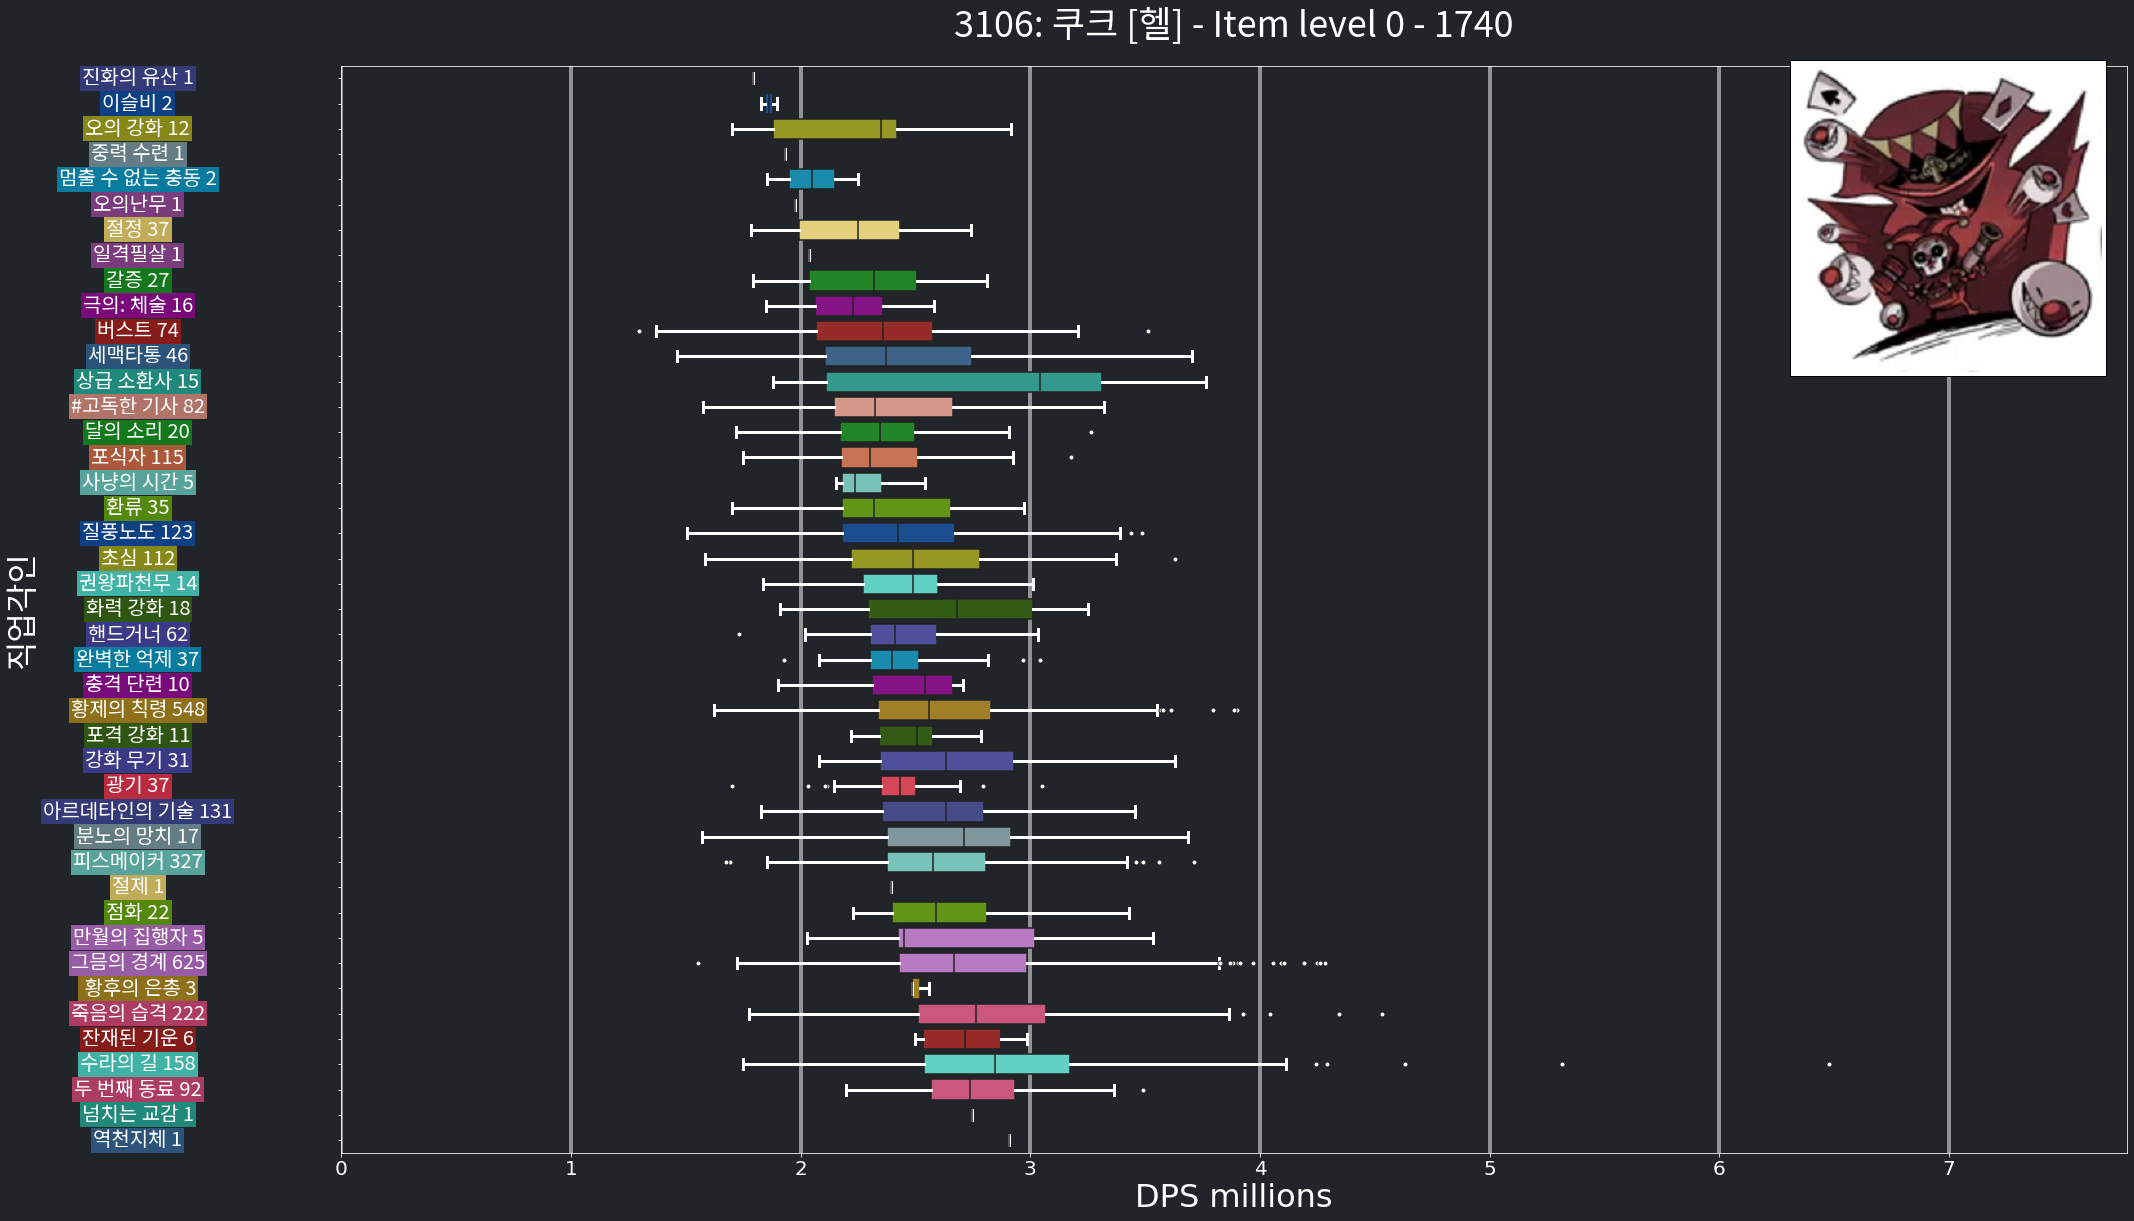 3106: 쿠크 [헬] - Item level 0 - 1740
진화의 유산 1
이슬비 2
오의 강화 12
중력 수련 1
멈출 수 없는 충동 2
오의난무 1
절정 37
일격필살 1
갈증 27
극의: 체술 16
버스트 74
세맥타통 46
상급 소환사 15
#고독한 기사 82
달의 소리 20
포식자 115
사냥의 시간 5
환류 35
질풍노도 123
초심 112
권왕파천무 14
화력 강화 18
핸드거너 62
완벽한 억제 37
충격 단련 10
황제의 칙령 548
포격 강화 11
강화 무기 31
광기 37
아르데타인의 기술 131
분노의 망치 17
피스메이커 327
절제 1
점화 22
만월의 집행자 5
그믐의 경계 625
황후의 은총 3
죽음의 습격 222
잔재된 기운 6
수라의 길 158
두 번째 동료 92
넘치는 교감 1
역천지체 1
직업각인
0 1 2 3 4 5 6 7
DPS millions